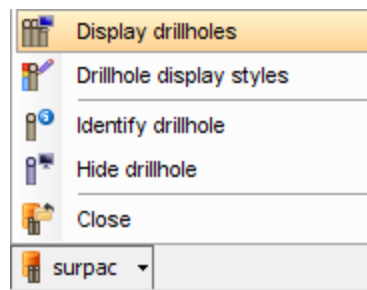 Display drillholes
Drillhole display styles
Identify drillhole
Hide drillhole
Close
surpac